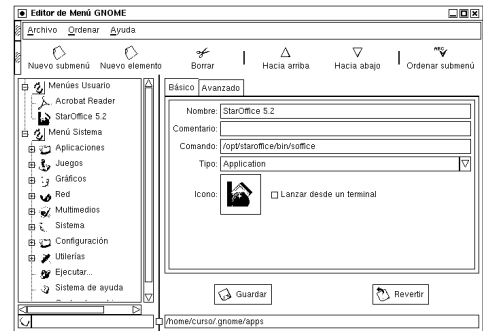 Editor de Menú GNOME
Archivo Ordenar Ayuda
Nuevo submenú Nuevo elemento Borrar Hacia arriba Hacia abajo Ordenar submenú
Menúes Usuario
Acrobat Reader
StarOffice 5.2
Menú Sistema
Aplicaciones
Juegos
Gráficos
Red
Multimedios
Sistema
Configuración
Utilerías
Ejecutar...
Sistema de ayuda
Básico Avanzado
Nombre: StarOffice 5.2
Comentario:
Comando: /opt/staroffice/bin/soffice
Tipo: Application
Icono: Lanzar desde un terminal
Guardar Revertir
/home/curso/.gnome/apps